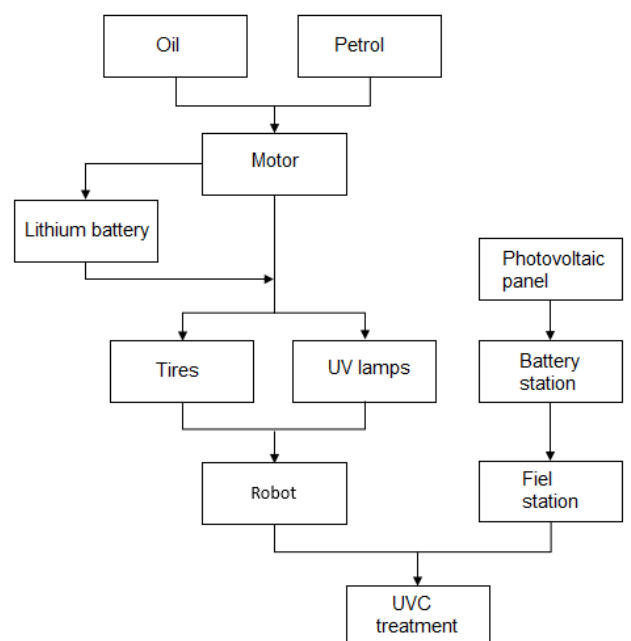 Oil
Petrol
Motor
Lithium battery
Photovoltaic
panel
Tires
UV lamps
Battery
station
Robot
Fiel
station
UVC
treatment